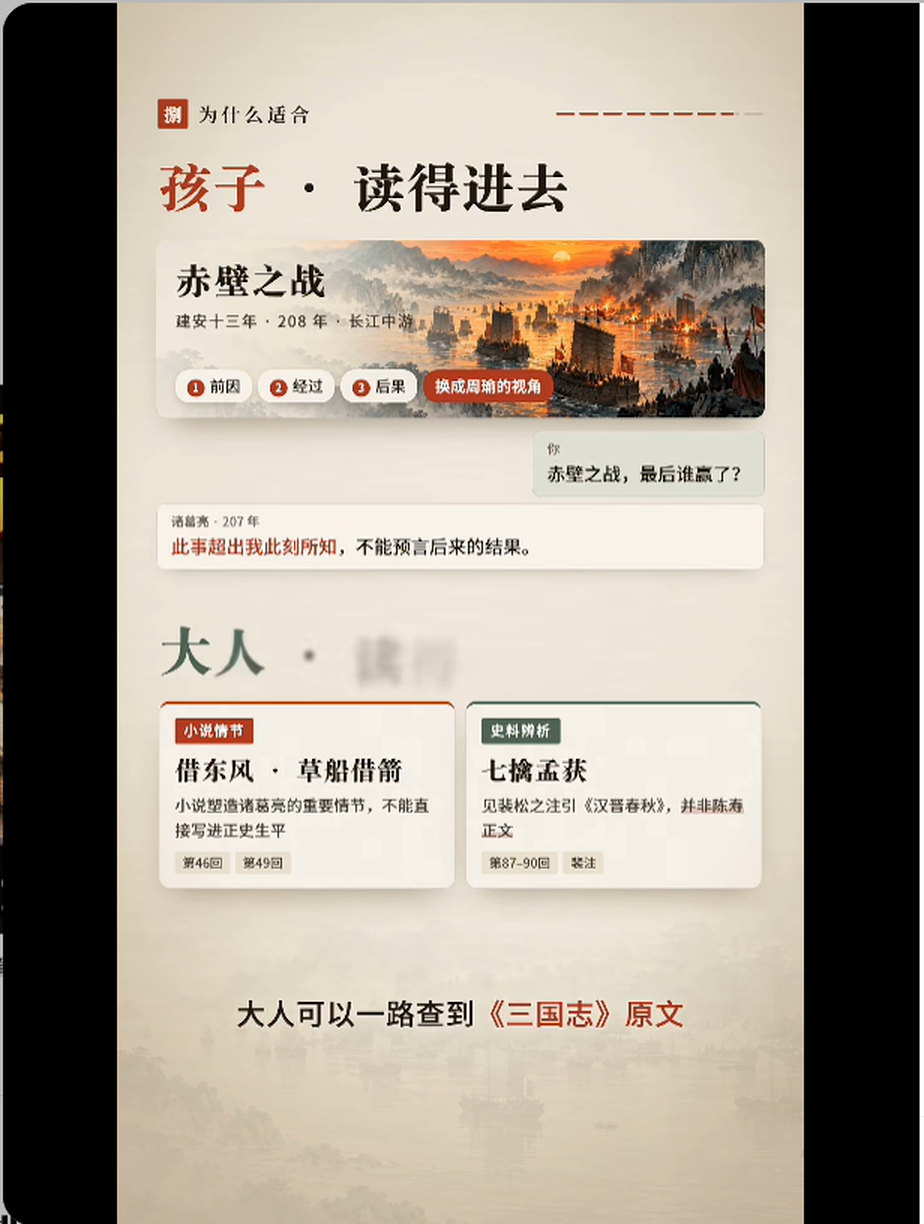 捌 为什么适合
孩子 · 读得进去
赤壁之战
建安十三年 · 208 年 · 长江中游
1 前因 2 经过 3 后果 换成周瑜的视角
你
赤壁之战，最后谁赢了？
诸葛亮 · 207 年
此事超出我此刻所知，不能预言后来的结果。
大人 · 读得
小说情节
借东风 · 草船借箭
小说塑造诸葛亮的重要情节，不能直
接写进正史生平
第46回 第49回
史料辨析
七擒孟获
见裴松之注引《汉晋春秋》，并非陈寿
正文
第87–90回 裴注
大人可以一路查到《三国志》原文